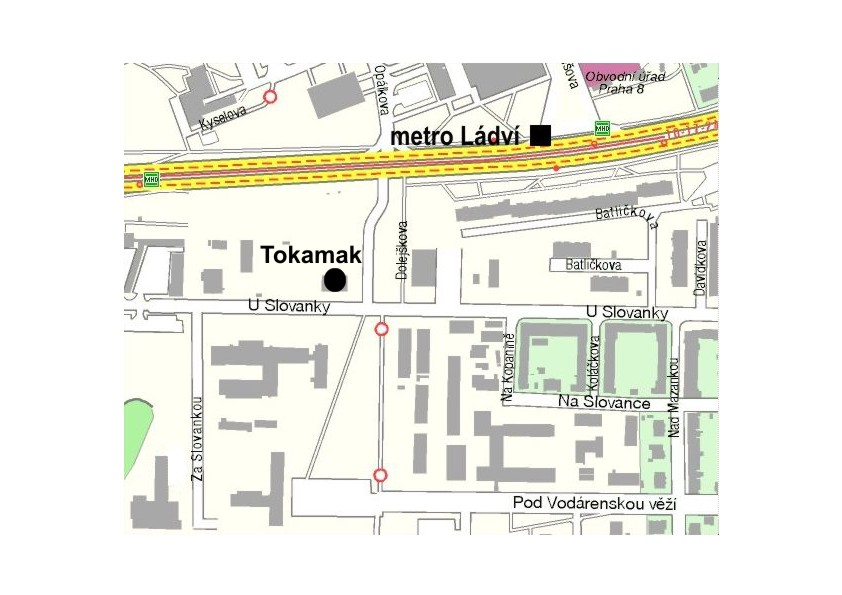 Opálkova
Obvodní úřad
Praha 8
Kyselova
metro Ládví
MHD
MHD
Batličkova
Dolejškova
Tokamak
Batličkova
Davídkova
U Slovanky
U Slovanky
Na Kopanině
Koláčkova
Nad Mazankou
Na Slovance
Za Slovankou
Pod Vodárenskou věží